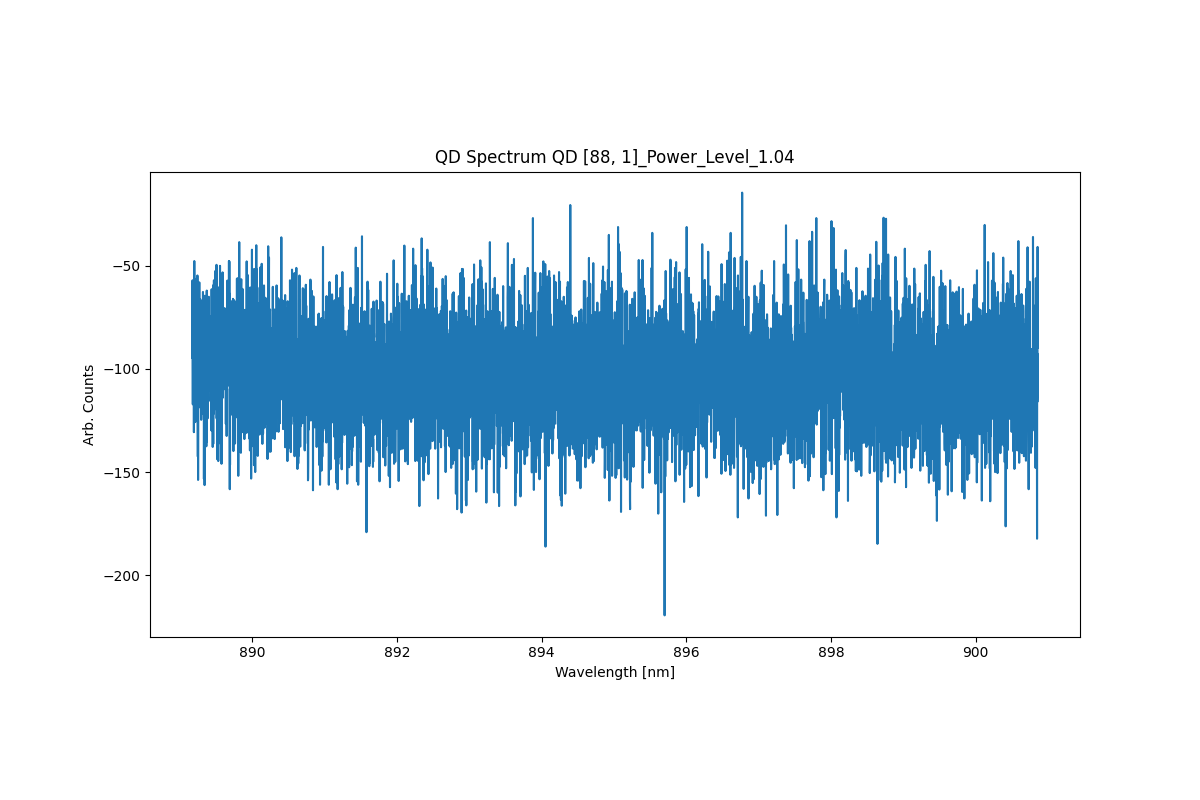 QD Spectrum QD [88, 1]_Power_Level_1.04
Arb. Counts
−50
−100
−150
−200
890 892 894 896 898 900
Wavelength [nm]